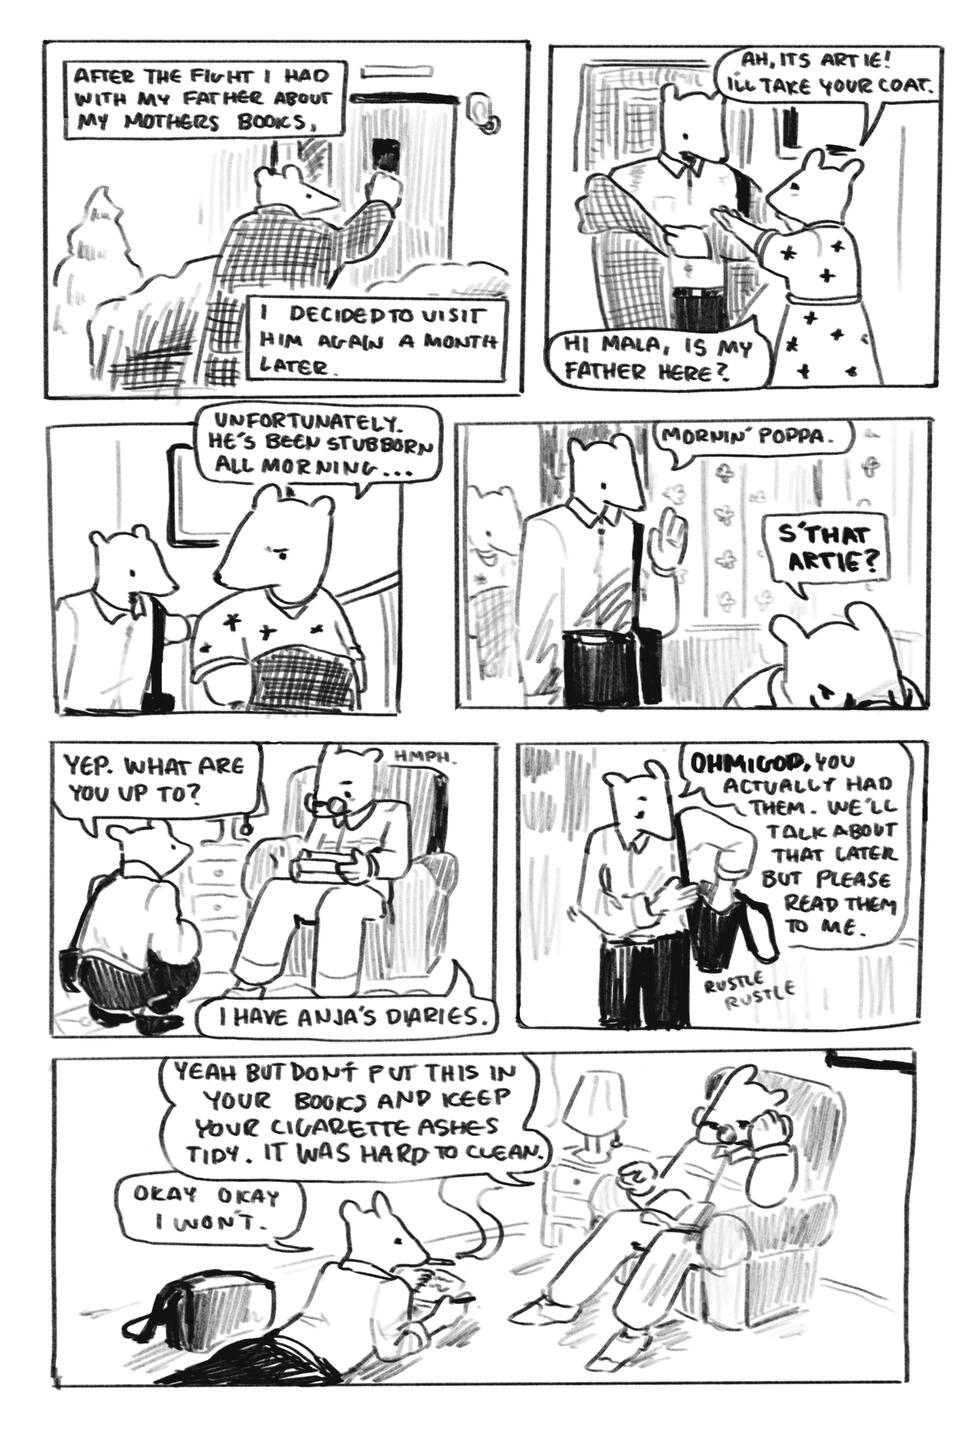 AFTER THE FIGHT I HAD
WITH MY FATHER ABOUT
MY MOTHERS BOOKS,
I DECIDED TO VISIT
HIM AGAIN A MONTH
LATER.
AH, ITS ARTIE!
I'LL TAKE YOUR COAT.
HI MALA, IS MY
FATHER HERE?
UNFORTUNATELY.
HE'S BEEN STUBBORN
ALL MORNING...
MORNIN' POPPA.
S'THAT
ARTIE?
YEP. WHAT ARE
YOU UP TO?
HMPH.
I HAVE ANJA'S DIARIES.
OHMIGOD, YOU
ACTUALLY HAD
THEM. WE'LL
TALK ABOUT
THAT LATER
BUT PLEASE
READ THEM
TO ME.
RUSTLE
RUSTLE
YEAH BUT DON'T PUT THIS IN
YOUR BOOKS AND KEEP
YOUR CIGARETTE ASHES
TIDY. IT WAS HARD TO CLEAN.
OKAY OKAY
I WON'T.